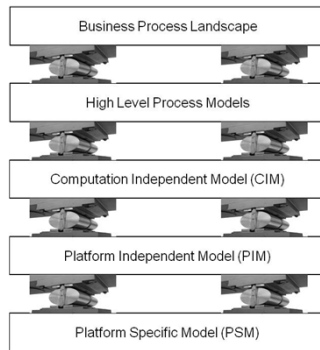 Business Process Landscape
High Level Process Models
Computation Independent Model (CIM)
Platform Independent Model (PIM)
Platform Specific Model (PSM)